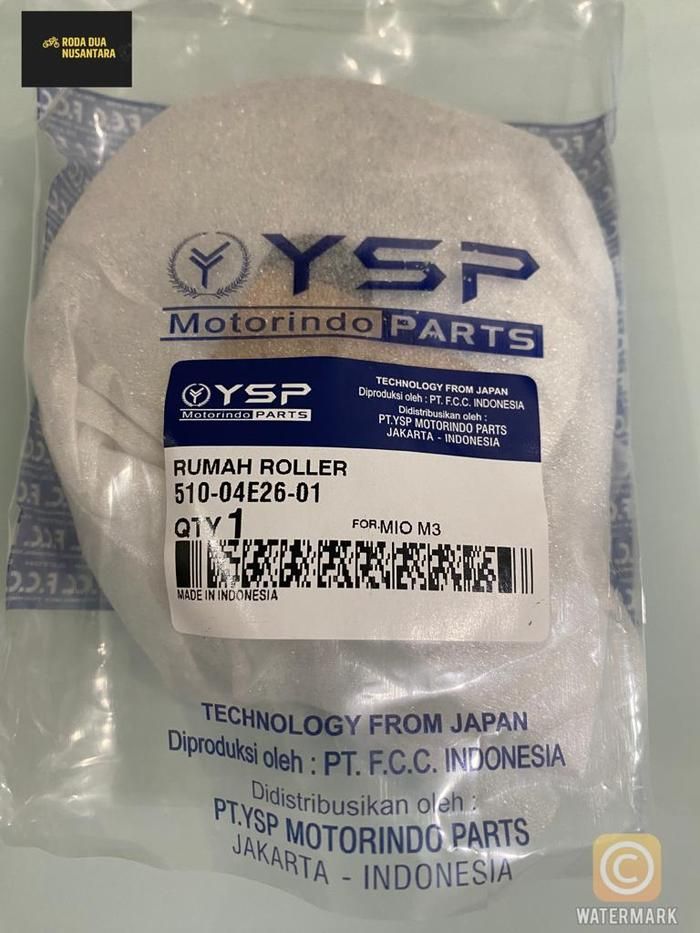 RODA DUA
NUSANTARA
F.C.C.
YSP
Motorindo PARTS
YSP
Motorindo PARTS
TECHNOLOGY FROM JAPAN
Diproduksi oleh : PT. F.C.C. INDONESIA
Didistribusikan oleh :
PT.YSP MOTORINDO PARTS
JAKARTA - INDONESIA
RUMAH ROLLER
510-04E26-01
QTY 1 FOR.MIO M3
MADE IN INDONESIA
TECHNOLOGY FROM JAPAN
Diproduksi oleh : PT. F.C.C. INDONESIA
Didistribusikan oleh :
PT.YSP MOTORINDO PARTS
JAKARTA - INDONESIA
©
WATERMARK